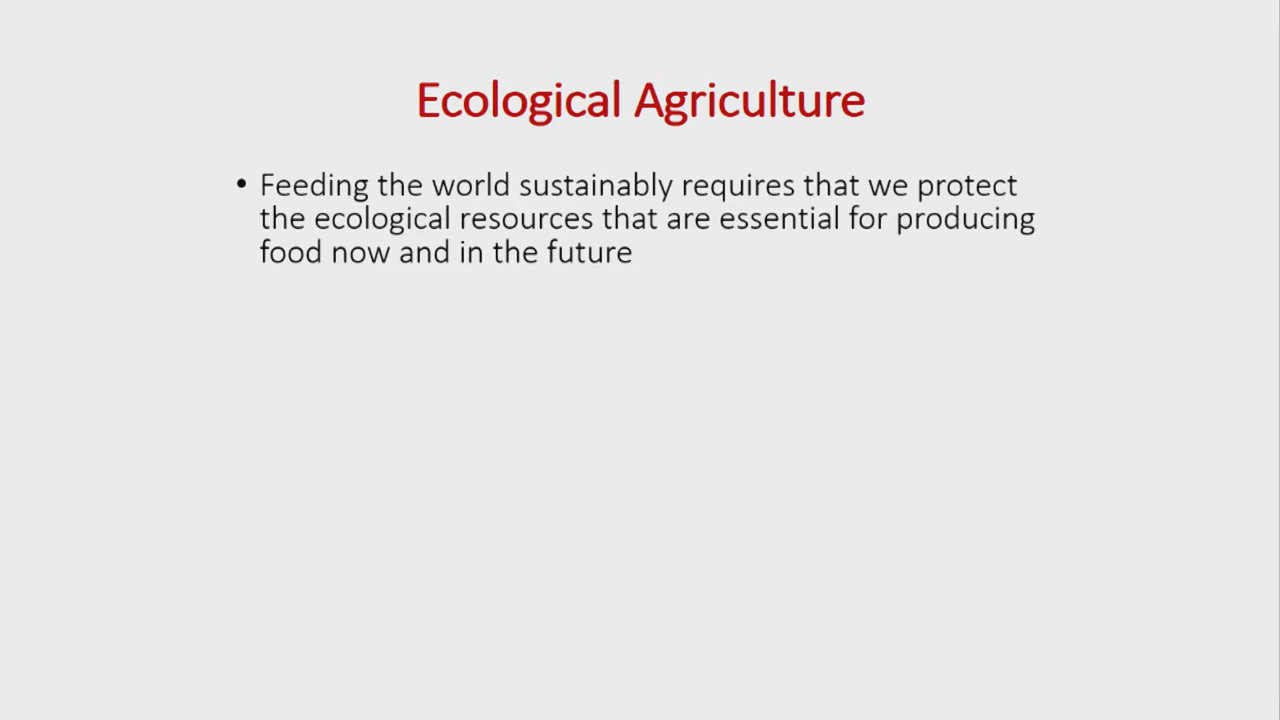 Ecological Agriculture
• Feeding the world sustainably requires that we protect
the ecological resources that are essential for producing
food now and in the future